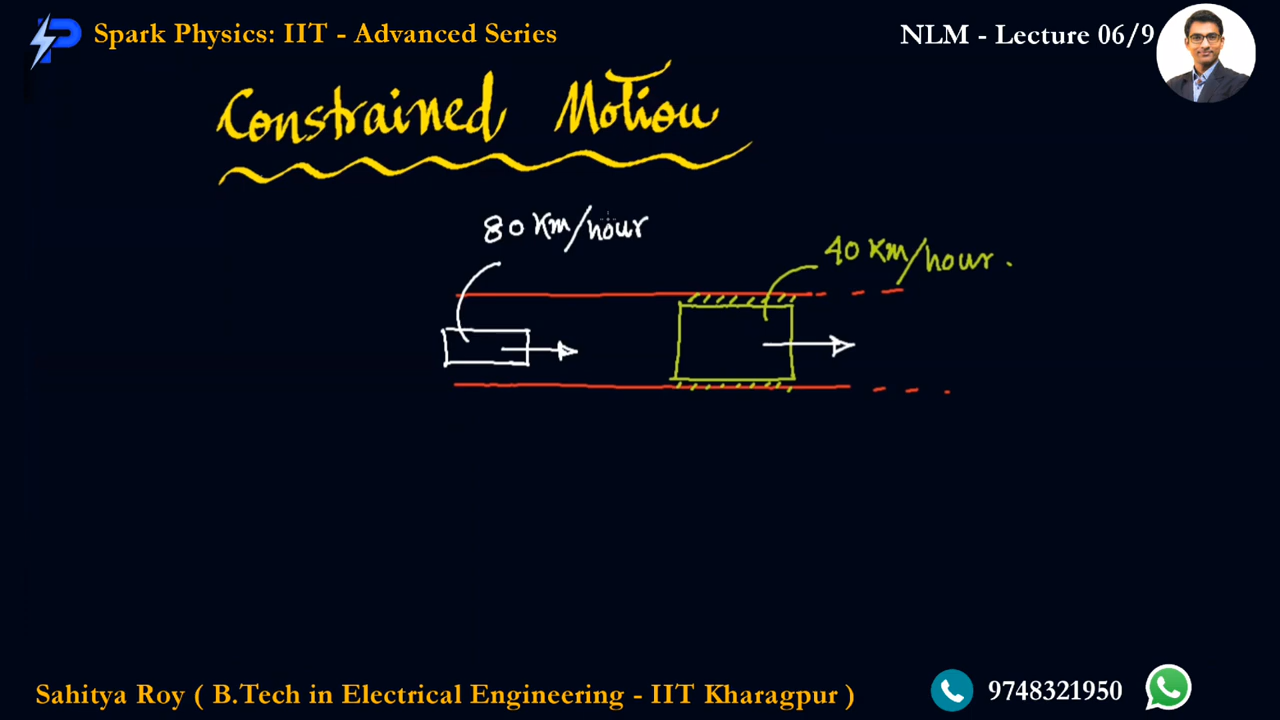 Spark Physics: IIT - Advanced Series
NLM - Lecture 06/9
Constrained Motion
80 Km/hour
40 Km/hour.
Sahitya Roy ( B.Tech in Electrical Engineering - IIT Kharagpur )
9748321950